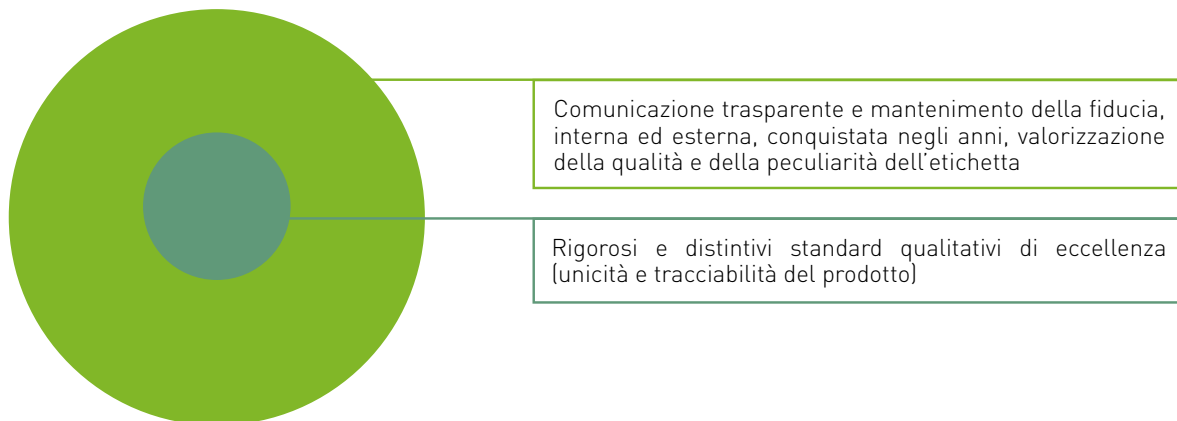 Comunicazione trasparente e mantenimento della fiducia,
interna ed esterna, conquistata negli anni, valorizzazione
della qualità e della peculiarità dell'etichetta
Rigorosi e distintivi standard qualitativi di eccellenza
(unicità e tracciabilità del prodotto)